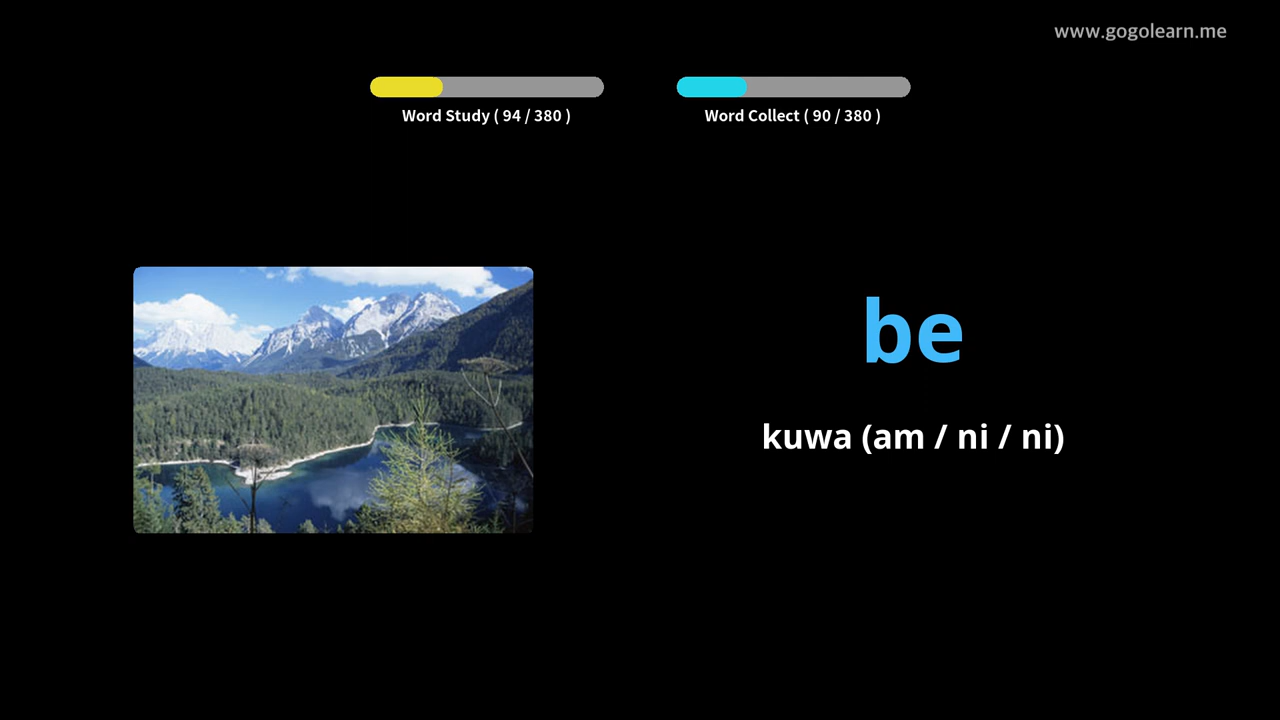 www.gogolearn.me
Word Study ( 94 / 380 )
Word Collect ( 90 / 380 )
be
kuwa (am / ni / ni)